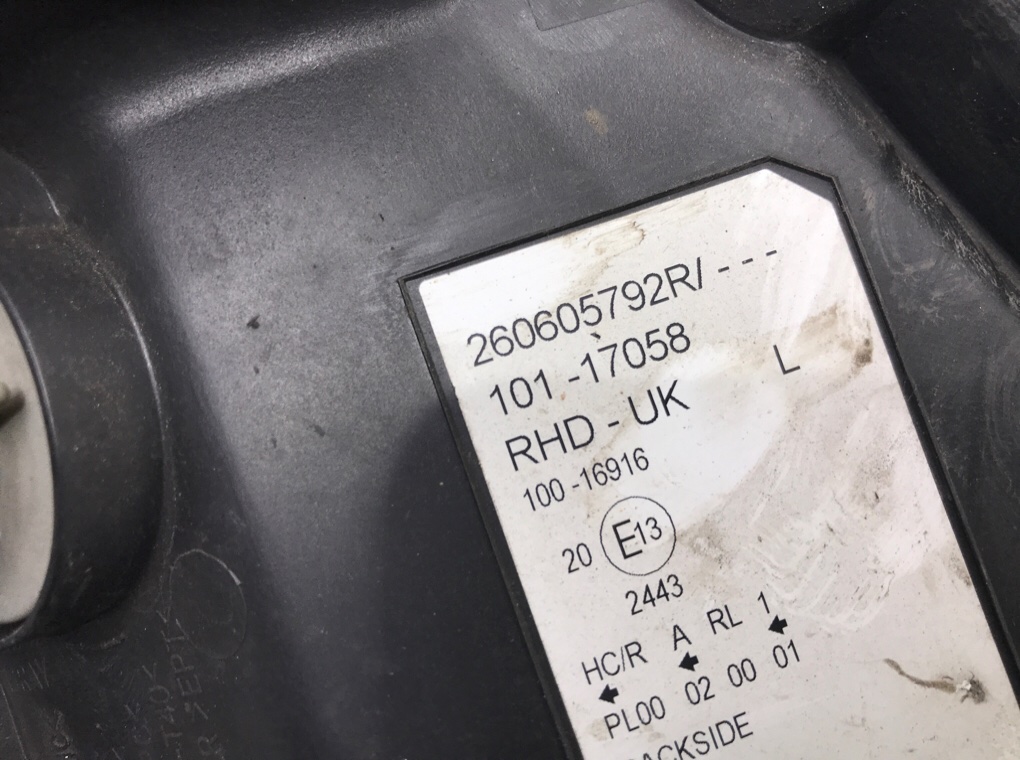 260605792R/ - - -
101 -17058
RHD - UK L
100 -16916
20 E13
2443
HC/R A RL 1
PL00 02 00 01